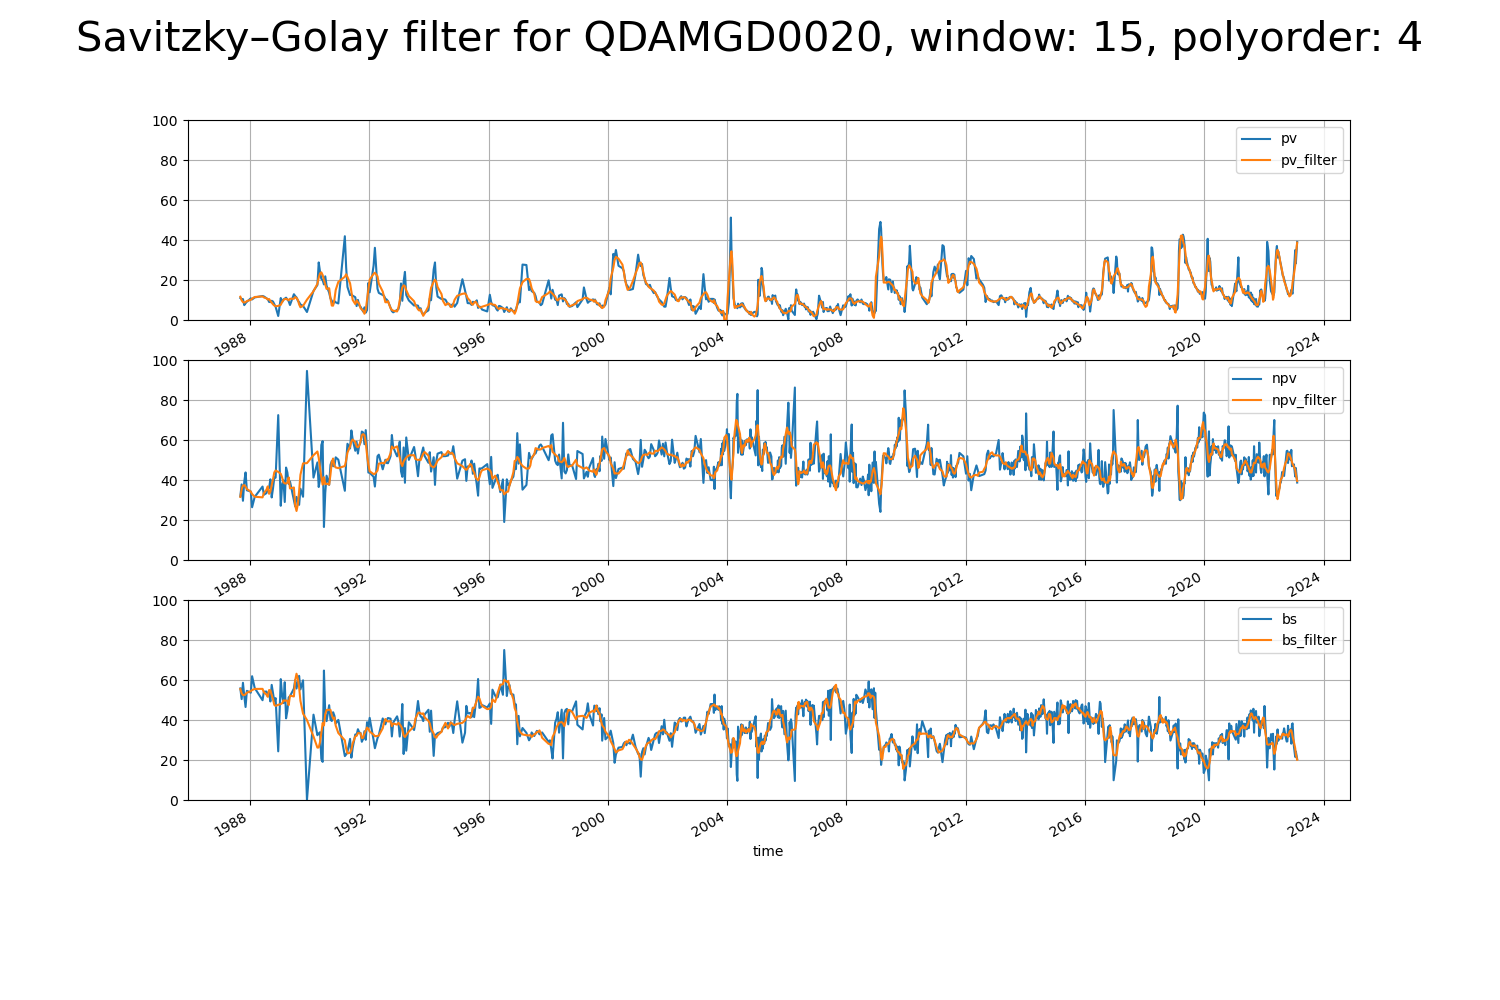 Savitzky–Golay filter for QDAMGD0020, window: 15, polyorder: 4
100
80
60
40
20
0
pv
pv_filter
1988 1992 1996 2000 2004 2008 2012 2016 2020 2024
100
80
60
40
20
0
npv
npv_filter
1988 1992 1996 2000 2004 2008 2012 2016 2020 2024
100
80
60
40
20
0
bs
bs_filter
1988 1992 1996 2000 2004 2008 2012 2016 2020 2024
time